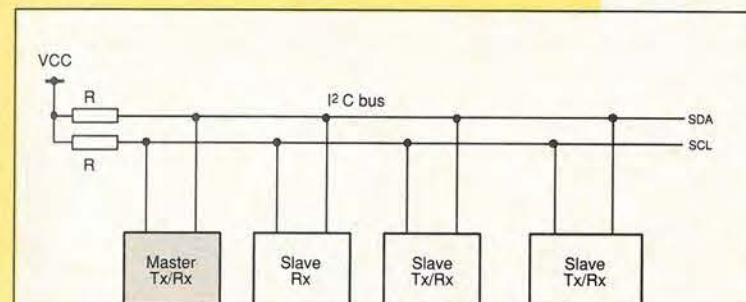 VCC
R
I² C bus
SDA
SCL
R
Master
Tx/Rx
Slave
Rx
Slave
Tx/Rx
Slave
Tx/Rx